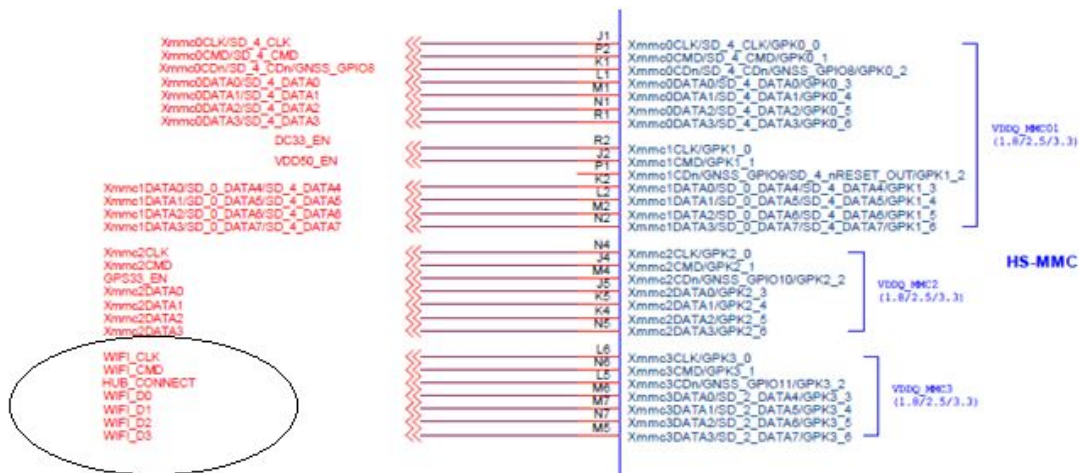 Xmmc0CLK/SD_4_CLK J1 Xmmc0CLK/SD_4_CLK/GPK0_0
Xmmc0CMD/SD_4_CMD P2 Xmmc0CMD/SD_4_CMD/GPK0_1
Xmmc0CDn/SD_4_CDn/GNSS_GPIO8 K1 Xmmc0CDn/SD_4_CDn/GNSS_GPIO8/GPK0_2
Xmmc0DATA0/SD_4_DATA0 L1 Xmmc0DATA0/SD_4_DATA0/GPK0_3
Xmmc0DATA1/SD_4_DATA1 M1 Xmmc0DATA1/SD_4_DATA1/GPK0_4
Xmmc0DATA2/SD_4_DATA2 N1 Xmmc0DATA2/SD_4_DATA2/GPK0_5
Xmmc0DATA3/SD_4_DATA3 R1 Xmmc0DATA3/SD_4_DATA3/GPK0_6
VDDQ_MMC01
(1.8/2.5/3.3)
DC33_EN R2 Xmmc1CLK/GPK1_0
VDD50_EN J2 Xmmc1CMD/GPK1_1
P1 Xmmc1CDn/GNSS_GPIO9/SD_4_nRESET_OUT/GPK1_2
Xmmc1DATA0/SD_0_DATA4/SD_4_DATA4 K2 Xmmc1DATA0/SD_0_DATA4/SD_4_DATA4/GPK1_3
Xmmc1DATA1/SD_0_DATA5/SD_4_DATA5 L2 Xmmc1DATA1/SD_0_DATA5/SD_4_DATA5/GPK1_4
Xmmc1DATA2/SD_0_DATA6/SD_4_DATA6 M2 Xmmc1DATA2/SD_0_DATA6/SD_4_DATA6/GPK1_5
Xmmc1DATA3/SD_0_DATA7/SD_4_DATA7 N2 Xmmc1DATA3/SD_0_DATA7/SD_4_DATA7/GPK1_6
Xmmc2CLK N4 Xmmc2CLK/GPK2_0
Xmmc2CMD J4 Xmmc2CMD/GPK2_1
HS-MMC
GPS33_EN M4 Xmmc2CDn/GNSS_GPIO10/GPK2_2
Xmmc2DATA0 J5 Xmmc2DATA0/GPK2_3
Xmmc2DATA1 K5 Xmmc2DATA1/GPK2_4
Xmmc2DATA2 K4 Xmmc2DATA2/GPK2_5
Xmmc2DATA3 N5 Xmmc2DATA3/GPK2_6
VDDQ_MMC2
(1.8/2.5/3.3)
WIFI_CLK L6 Xmmc3CLK/GPK3_0
WIFI_CMD N6 Xmmc3CMD/GPK3_1
HUB_CONNECT L5 Xmmc3CDn/GNSS_GPIO11/GPK3_2
WIFI_D0 M6 Xmmc3DATA0/SD_2_DATA4/GPK3_3
WIFI_D1 M7 Xmmc3DATA1/SD_2_DATA5/GPK3_4
WIFI_D2 N7 Xmmc3DATA2/SD_2_DATA6/GPK3_5
WIFI_D3 M5 Xmmc3DATA3/SD_2_DATA7/GPK3_6
VDDQ_MMC3
(1.8/2.5/3.3)